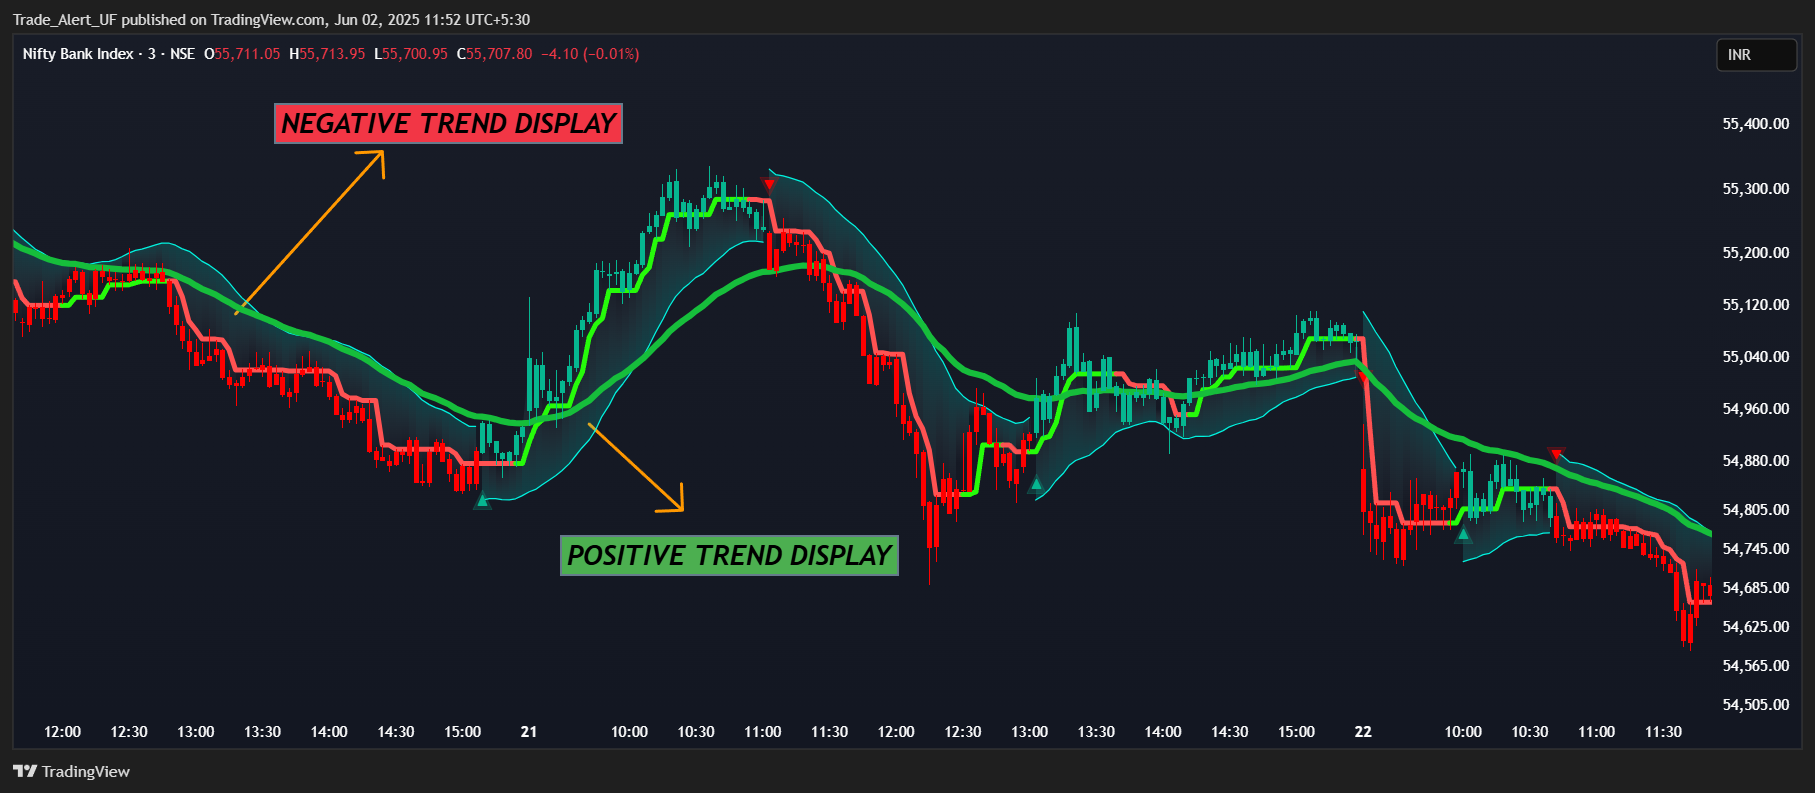 Trade_Alert_UF published on TradingView.com, Jun 02, 2025 11:52 UTC+5:30
Nifty Bank Index · 3 · NSE O55,711.05 H55,713.95 L55,700.95 C55,707.80 −4.10 (−0.01%)
INR
NEGATIVE TREND DISPLAY
55,400.00
55,300.00
55,200.00
55,120.00
55,040.00
54,960.00
54,880.00
54,805.00
POSITIVE TREND DISPLAY
54,745.00
54,685.00
54,625.00
54,565.00
54,505.00
12:00 12:30 13:00 13:30 14:00 14:30 15:00 21 10:00 10:30 11:00 11:30 12:00 12:30 13:00 13:30 14:00 14:30 15:00 22 10:00 10:30 11:00 11:30
TradingView